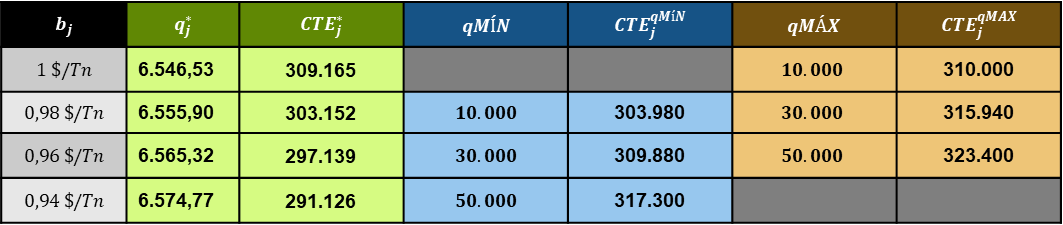 b_j q_j^* CTE_j^* qMÍN CTE_j^{qMíN} qMÁX CTE_j^{qMAX}
1 $/Tn 6.546,53 309.165 10.000 310.000
0,98 $/Tn 6.555,90 303.152 10.000 303.980 30.000 315.940
0,96 $/Tn 6.565,32 297.139 30.000 309.880 50.000 323.400
0,94 $/Tn 6.574,77 291.126 50.000 317.300